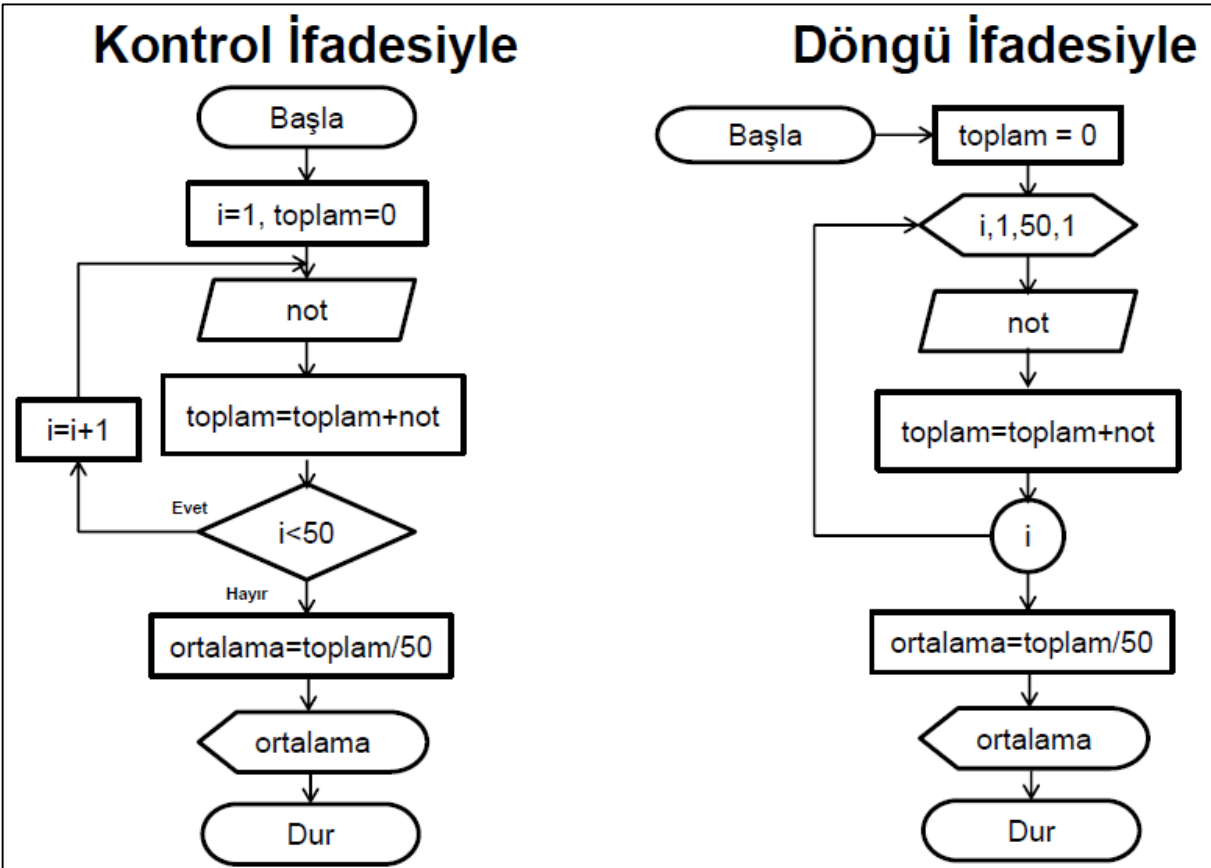 Kontrol İfadesiyle
Başla
i=1, toplam=0
not
toplam=toplam+not
i=i+1
Evet
i<50
Hayır
ortalama=toplam/50
ortalama
Dur
Döngü İfadesiyle
Başla
toplam = 0
i,1,50,1
not
toplam=toplam+not
i
ortalama=toplam/50
ortalama
Dur